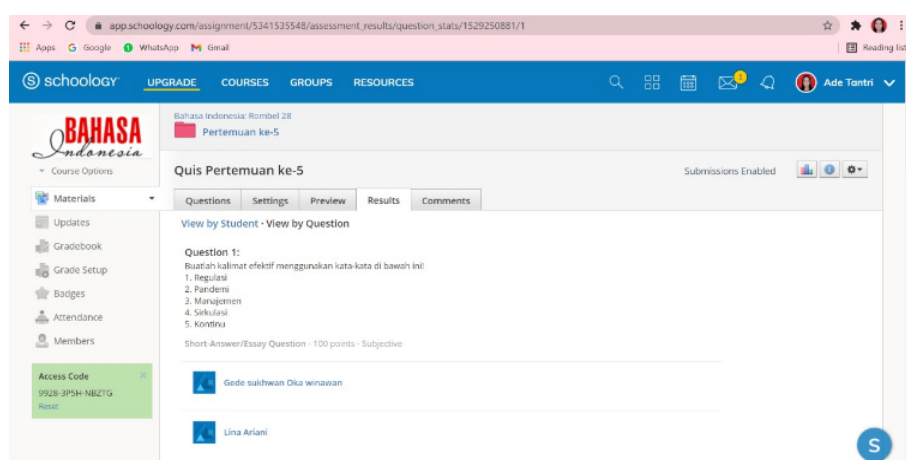 app.schoology.com/assignment/5341535548/assessment_results/question_stats/1529250881/1
Apps Google WhatsApp Gmail Reading list
S schoology UPGRADE COURSES GROUPS RESOURCES 1 Ade Tantri
BAHASA
Indonesia
Course Options
Materials
Updates
Gradebook
Grade Setup
Badges
Attendance
Members
Access Code
9928-3P5H-NBZTG
Reset
Bahasa Indonesia: Rombel 28
Pertemuan ke-5
Quis Pertemuan ke-5 Submissions Enabled
Questions Settings Preview Results Comments
View by Student · View by Question
Question 1:
Buatlah kalimat efektif menggunakan kata-kata di bawah ini!
1. Regulasi
2. Pandemi
3. Manajemen
4. Sirkulasi
5. Kontinu
Short-Answer/Essay Question · 100 points · Subjective
Gede sukhwan Oka winawan
Lina Ariani
S